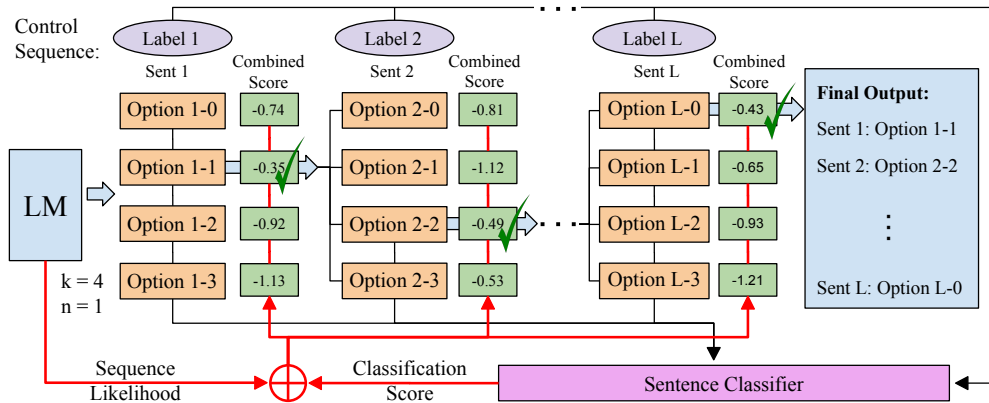 Control
Sequence:
Label 1
Label 2
. . .
Label L
Sent 1
Combined
Score
Sent 2
Combined
Score
Sent L
Combined
Score
Option 1-0
-0.74
Option 2-0
-0.81
Option L-0
-0.43
Option 1-1
-0.35
Option 2-1
-1.12
Option L-1
-0.65
Option 1-2
-0.92
Option 2-2
-0.49
. . .
Option L-2
-0.93
Option 1-3
-1.13
Option 2-3
-0.53
Option L-3
-1.21
LM
k = 4
n = 1
Final Output:
Sent 1: Option 1-1
Sent 2: Option 2-2
⋮
Sent L: Option L-0
Sequence
Likelihood
Classification
Score
Sentence Classifier